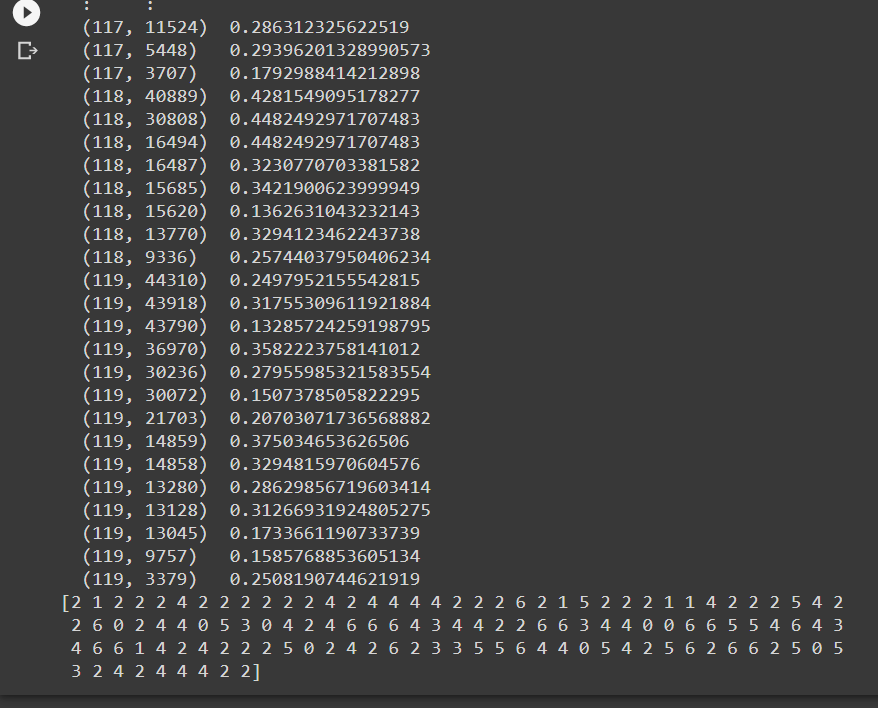 :     :
(117, 11524)  0.286312325622519
(117, 5448)   0.29396201328990573
(117, 3707)   0.1792988414212898
(118, 40889)  0.4281549095178277
(118, 30808)  0.4482492971707483
(118, 16494)  0.4482492971707483
(118, 16487)  0.3230770703381582
(118, 15685)  0.3421900623999949
(118, 15620)  0.1362631043232143
(118, 13770)  0.3294123462243738
(118, 9336)   0.25744037950406234
(119, 44310)  0.2497952155542815
(119, 43918)  0.31755309611921884
(119, 43790)  0.13285724259198795
(119, 36970)  0.3582223758141012
(119, 30236)  0.27955985321583554
(119, 30072)  0.1507378505822295
(119, 21703)  0.20703071736568882
(119, 14859)  0.375034653626506
(119, 14858)  0.3294815970604576
(119, 13280)  0.28629856719603414
(119, 13128)  0.31266931924805275
(119, 13045)  0.1733661190733739
(119, 9757)   0.1585768853605134
(119, 3379)   0.2508190744621919
[2 1 2 2 2 4 2 2 2 2 2 2 4 2 4 4 4 4 2 2 2 6 2 1 5 2 2 2 1 1 4 2 2 2 5 4 2
2 6 0 2 4 4 0 5 3 0 4 2 4 6 6 6 4 3 4 4 2 2 6 6 3 4 4 0 0 6 6 5 5 4 6 4 3
4 6 6 1 4 2 4 2 2 2 5 0 2 4 2 6 2 3 3 5 5 6 4 4 0 5 4 2 5 6 2 6 6 2 5 0 5
3 2 4 2 4 4 4 2 2]